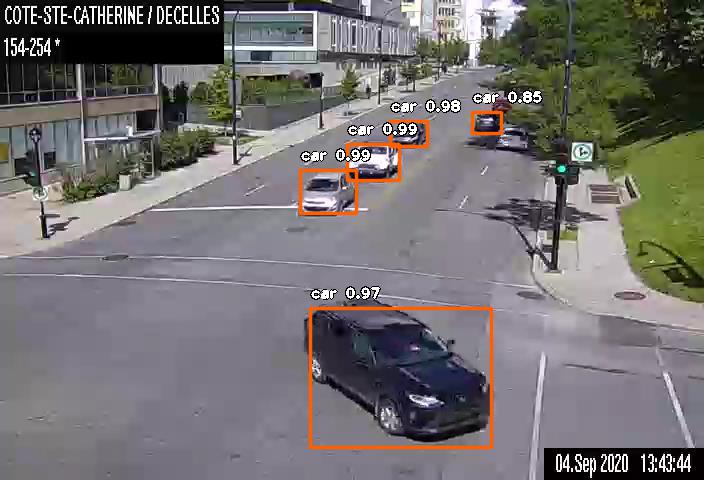 COTE-STE-CATHERINE / DECELLES
154-254 *
car 0.85
car 0.98
car 0.99
car 0.99
car 0.97
04.Sep 2020 13:43:44